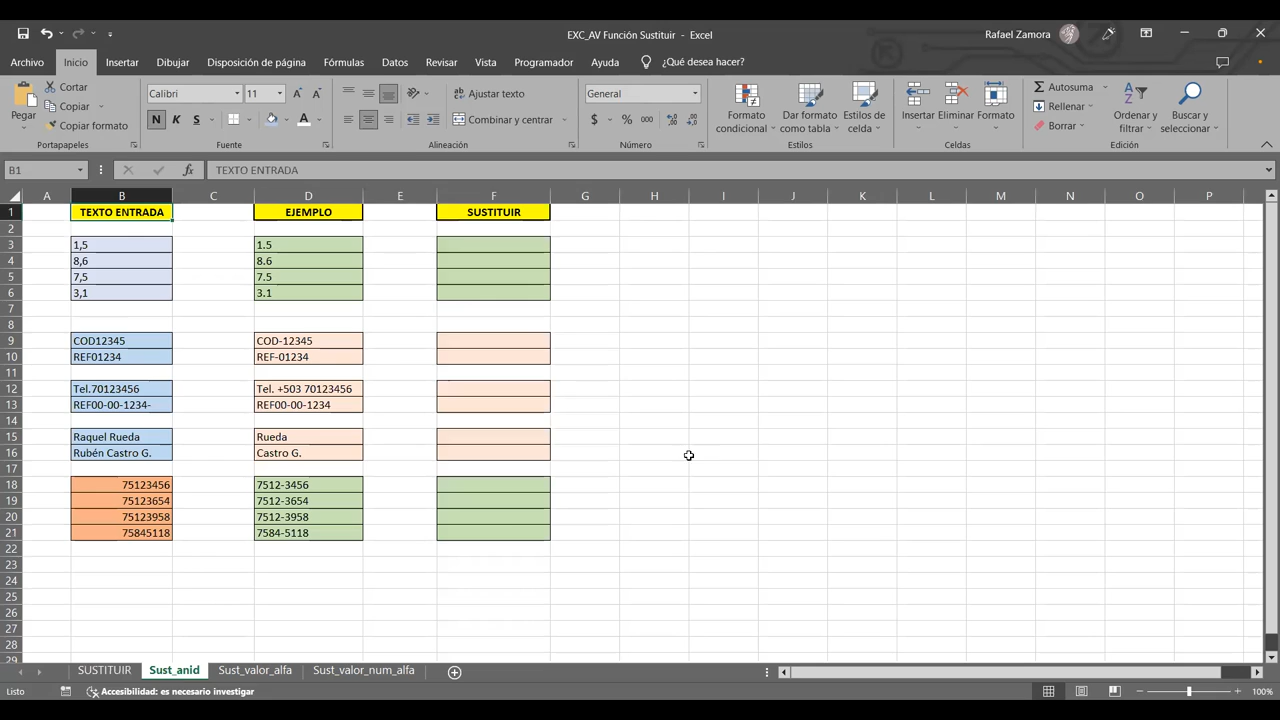 EXC_AV Función Sustituir - Excel
Rafael Zamora
Archivo Inicio Insertar Dibujar Disposición de página Fórmulas Datos Revisar Vista Programador Ayuda ¿Qué desea hacer?
Pegar
Cortar
Copiar
Copiar formato
Portapapeles
Calibri 11
N K S
Fuente
Ajustar texto
Combinar y centrar
Alineación
General
$ % 000
Número
Formato condicional
Dar formato como tabla
Estilos de celda
Estilos
Insertar Eliminar Formato
Celdas
Autosuma
Rellenar
Borrar
Ordenar y filtrar
Buscar y seleccionar
Edición
B1 fx TEXTO ENTRADA
A B C D E F G H I J K L M N O P
1 TEXTO ENTRADA EJEMPLO SUSTITUIR
2
3 1,5 1.5
4 8,6 8.6
5 7,5 7.5
6 3,1 3.1
7
8
9 COD12345 COD-12345
10 REF01234 REF-01234
11
12 Tel.70123456 Tel. +503 70123456
13 REF00-00-1234- REF00-00-1234
14
15 Raquel Rueda Rueda
16 Rubén Castro G. Castro G.
17
18 75123456 7512-3456
19 75123654 7512-3654
20 75123958 7512-3958
21 75845118 7584-5118
22
23
24
25
26
27
28
29
SUSTITUIR Sust_anid Sust_valor_alfa Sust_valor_num_alfa
Listo Accesibilidad: es necesario investigar 100%